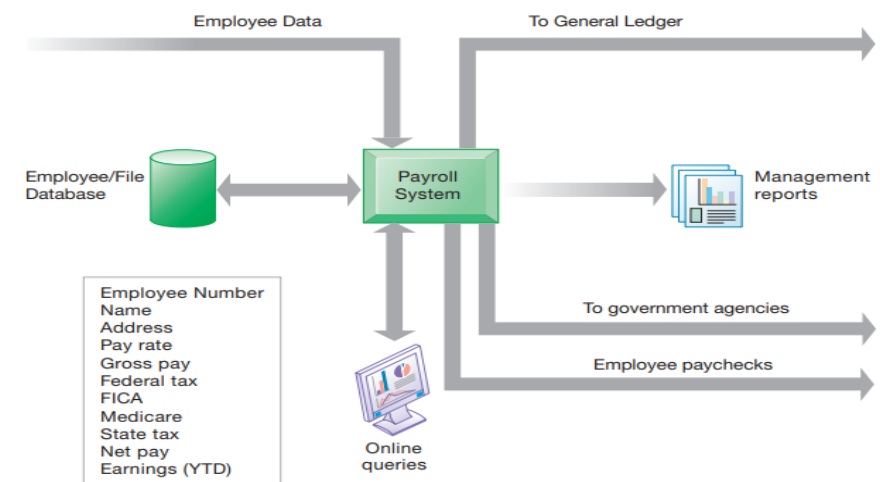 Employee Data
To General Ledger
Employee/File
Database
Payroll
System
Management
reports
To government agencies
Employee paychecks
Online
queries
Employee Number
Name
Address
Pay rate
Gross pay
Federal tax
FICA
Medicare
State tax
Net pay
Earnings (YTD)